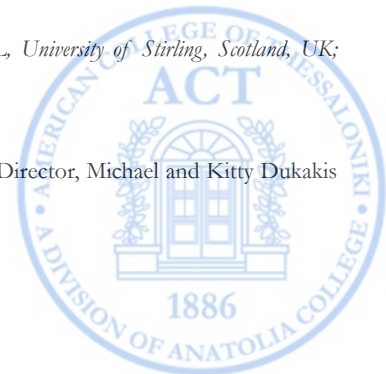 L, University of Stirling, Scotland, UK;
Director, Michael and Kitty Dukakis
AMERICAN COLLEGE OF THESSALONIKI
ACT
1886
• A DIVISION OF ANATOLIA COLLEGE •